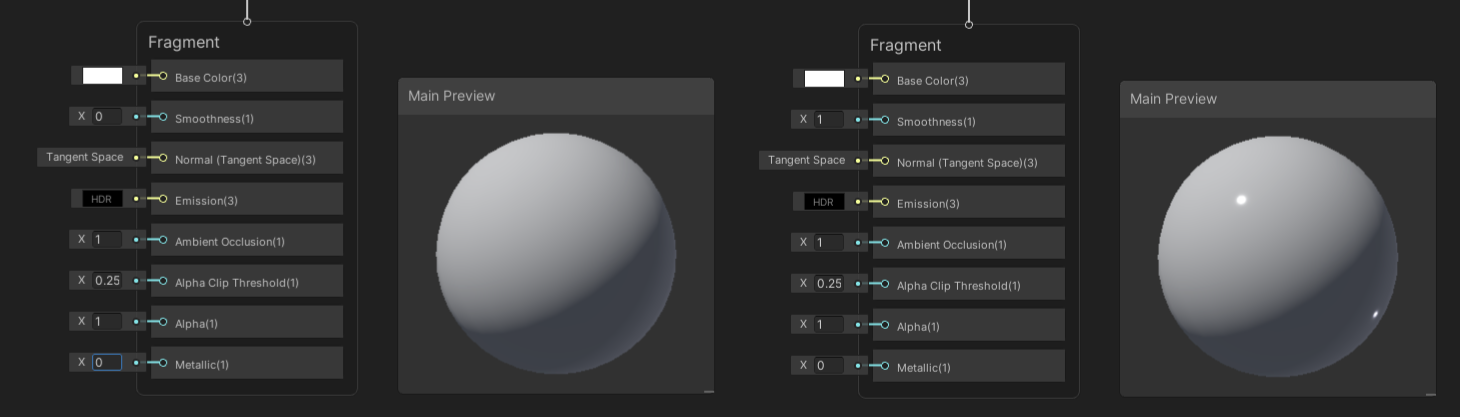 Fragment
Base Color(3)
X 0 Smoothness(1)
Tangent Space Normal (Tangent Space)(3)
HDR Emission(3)
X 1 Ambient Occlusion(1)
X 0.25 Alpha Clip Threshold(1)
X 1 Alpha(1)
X 0 Metallic(1)
Main Preview
Fragment
Base Color(3)
X 1 Smoothness(1)
Tangent Space Normal (Tangent Space)(3)
HDR Emission(3)
X 1 Ambient Occlusion(1)
X 0.25 Alpha Clip Threshold(1)
X 1 Alpha(1)
X 0 Metallic(1)
Main Preview